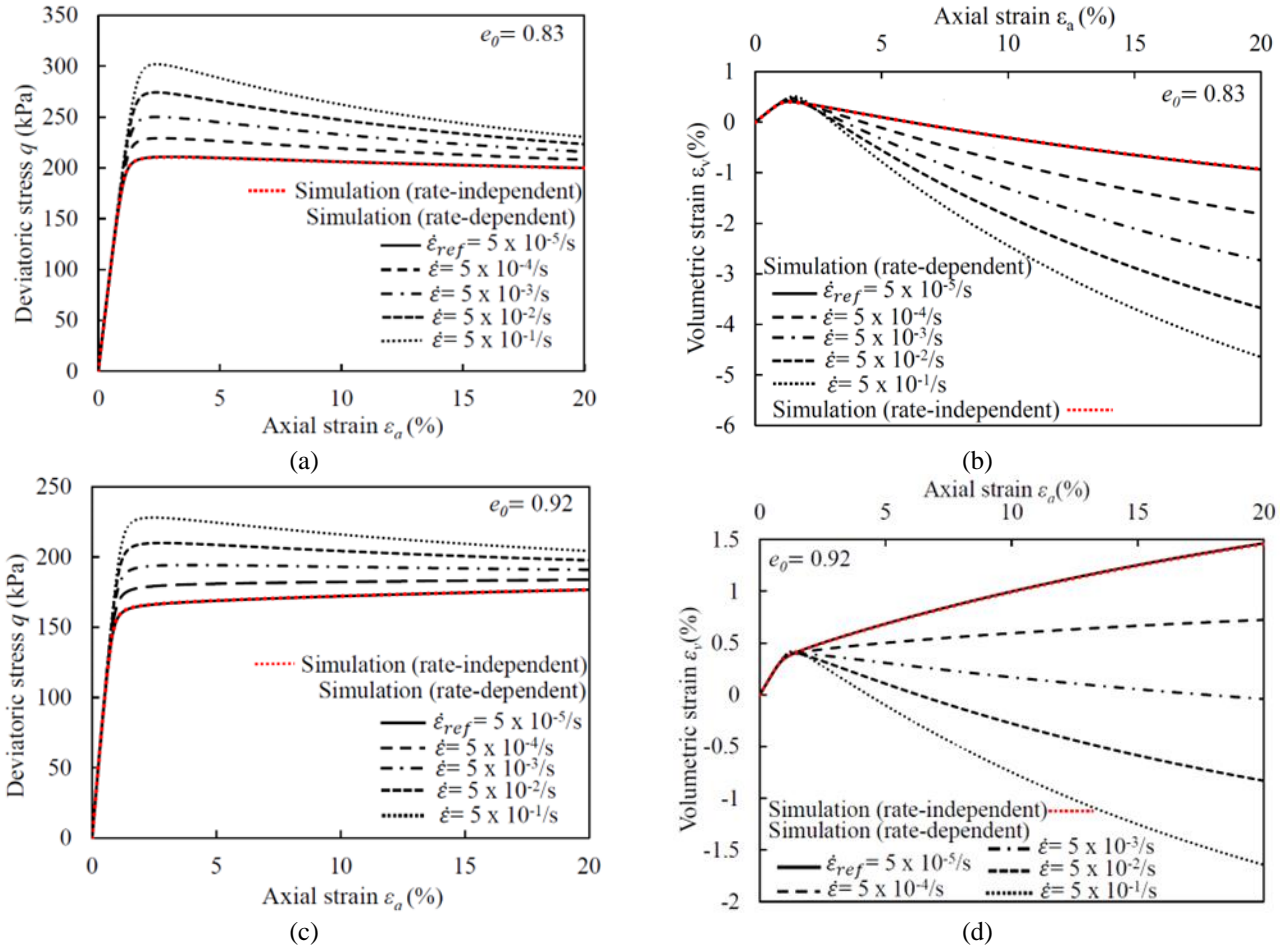 350
300
250
200
150
100
50
0
0 5 10 15 20
Deviatoric stress q (kPa)
Axial strain εₐ (%)
e₀= 0.83
Simulation (rate-independent)
Simulation (rate-dependent)
ε̇ref= 5 x 10⁻⁵/s
ε̇= 5 x 10⁻⁴/s
ε̇= 5 x 10⁻³/s
ε̇= 5 x 10⁻²/s
ε̇= 5 x 10⁻¹/s
(a)
Axial strain εₐ (%)
0 5 10 15 20
1
0
-1
-2
-3
-4
-5
-6
Volumetric strain εᵥ(%)
e₀= 0.83
Simulation (rate-dependent)
ε̇ref= 5 x 10⁻⁵/s
ε̇= 5 x 10⁻⁴/s
ε̇= 5 x 10⁻³/s
ε̇= 5 x 10⁻²/s
ε̇= 5 x 10⁻¹/s
Simulation (rate-independent)
(b)
250
200
150
100
50
0
0 5 10 15 20
Deviatoric stress q (kPa)
Axial strain εₐ(%)
e₀= 0.92
Simulation (rate-independent)
Simulation (rate-dependent)
ε̇ref= 5 x 10⁻⁵/s
ε̇= 5 x 10⁻⁴/s
ε̇= 5 x 10⁻³/s
ε̇= 5 x 10⁻²/s
ε̇= 5 x 10⁻¹/s
(c)
Axial strain εₐ(%)
0 5 10 15 20
1.5
1
0.5
0
-0.5
-1
-1.5
-2
Volumetric strain εᵥ(%)
e₀= 0.92
Simulation (rate-independent)
Simulation (rate-dependent)
ε̇ref= 5 x 10⁻⁵/s
ε̇= 5 x 10⁻⁴/s
ε̇= 5 x 10⁻³/s
ε̇= 5 x 10⁻²/s
ε̇= 5 x 10⁻¹/s
(d)